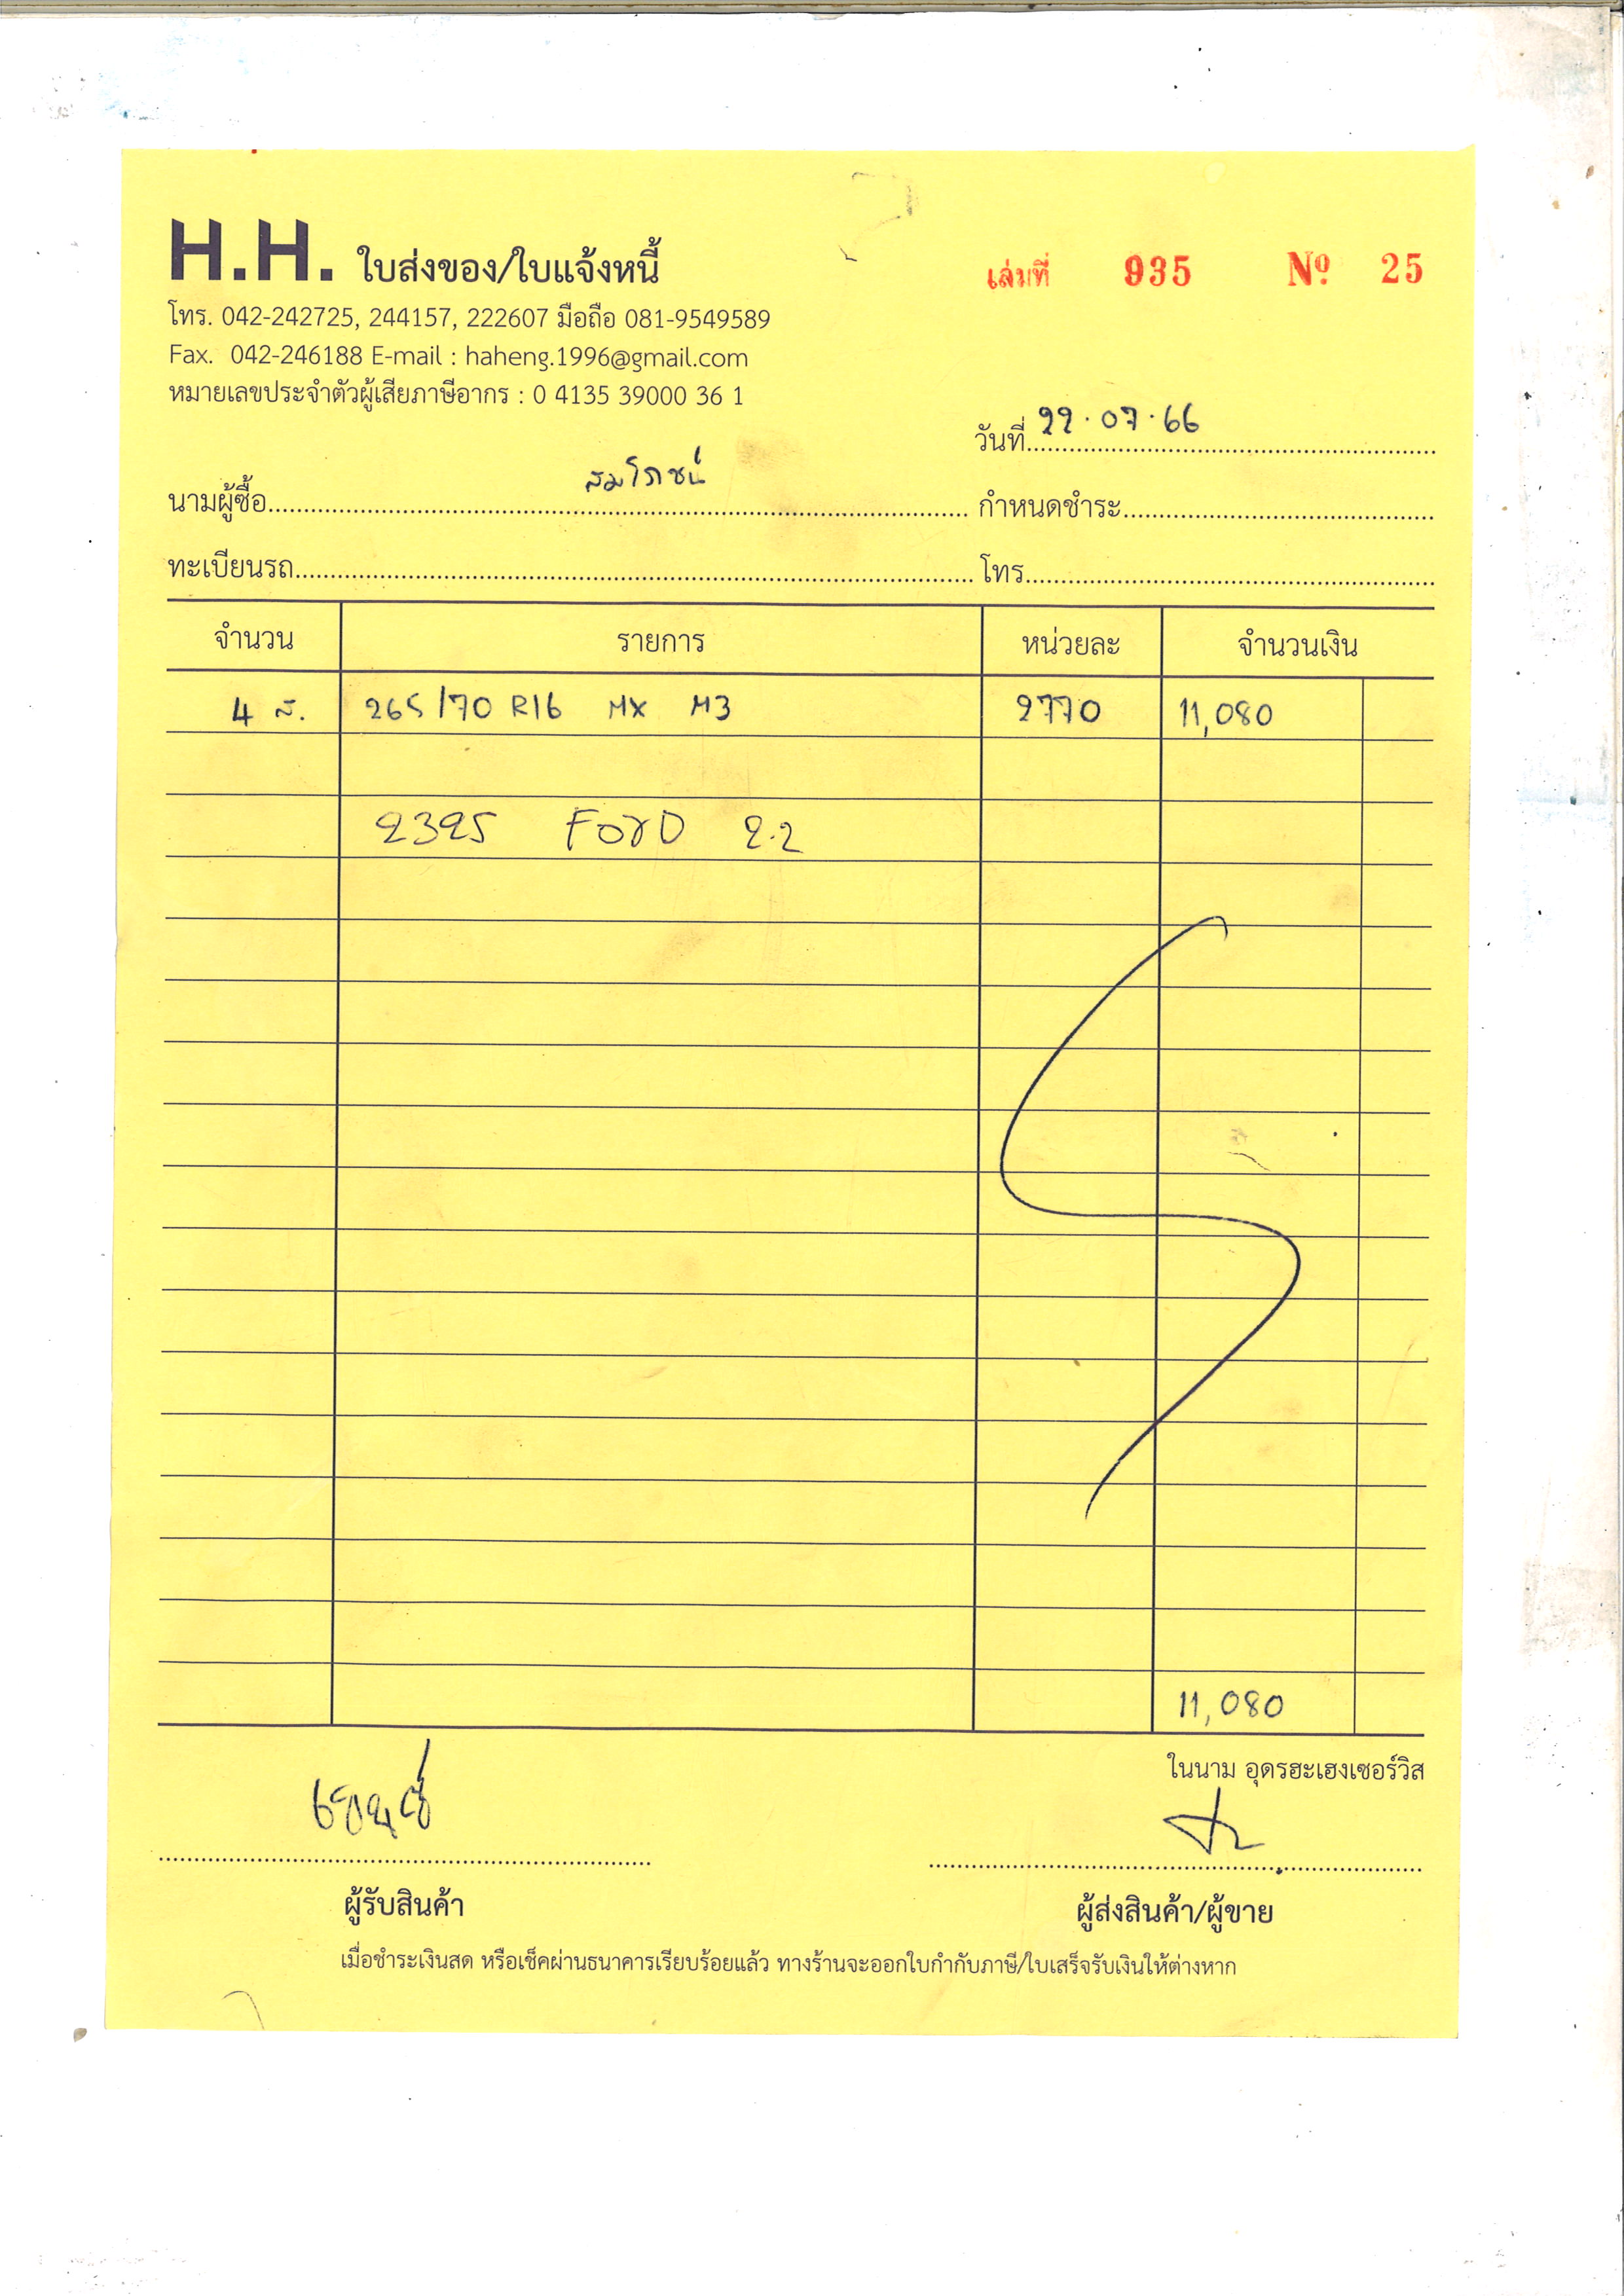 H.H. ใบส่งของ/ใบแจ้งหนี้
เล่มที่ 935 Nº 25
โทร. 042-242725, 244157, 222607 มือถือ 081-9549589
Fax. 042-246188 E-mail : haheng.1996@gmail.com
หมายเลขประจำตัวผู้เสียภาษีอากร : 0 4135 39000 36 1
วันที่ 22.07.66
นามผู้ซื้อ สมโภชน์ กำหนดชำระ
ทะเบียนรถ โทร
จำนวน รายการ หน่วยละ จำนวนเงิน
4 ส. 265/70 R16 MX M3 2770 11,080
2325 FORD 2.2
11,080
ในนาม อุดรฮะเฮงเซอร์วิส
ผู้รับสินค้า ผู้ส่งสินค้า/ผู้ขาย
เมื่อชำระเงินสด หรือเช็คผ่านธนาคารเรียบร้อยแล้ว ทางร้านจะออกใบกำกับภาษี/ใบเสร็จรับเงินให้ต่างหาก